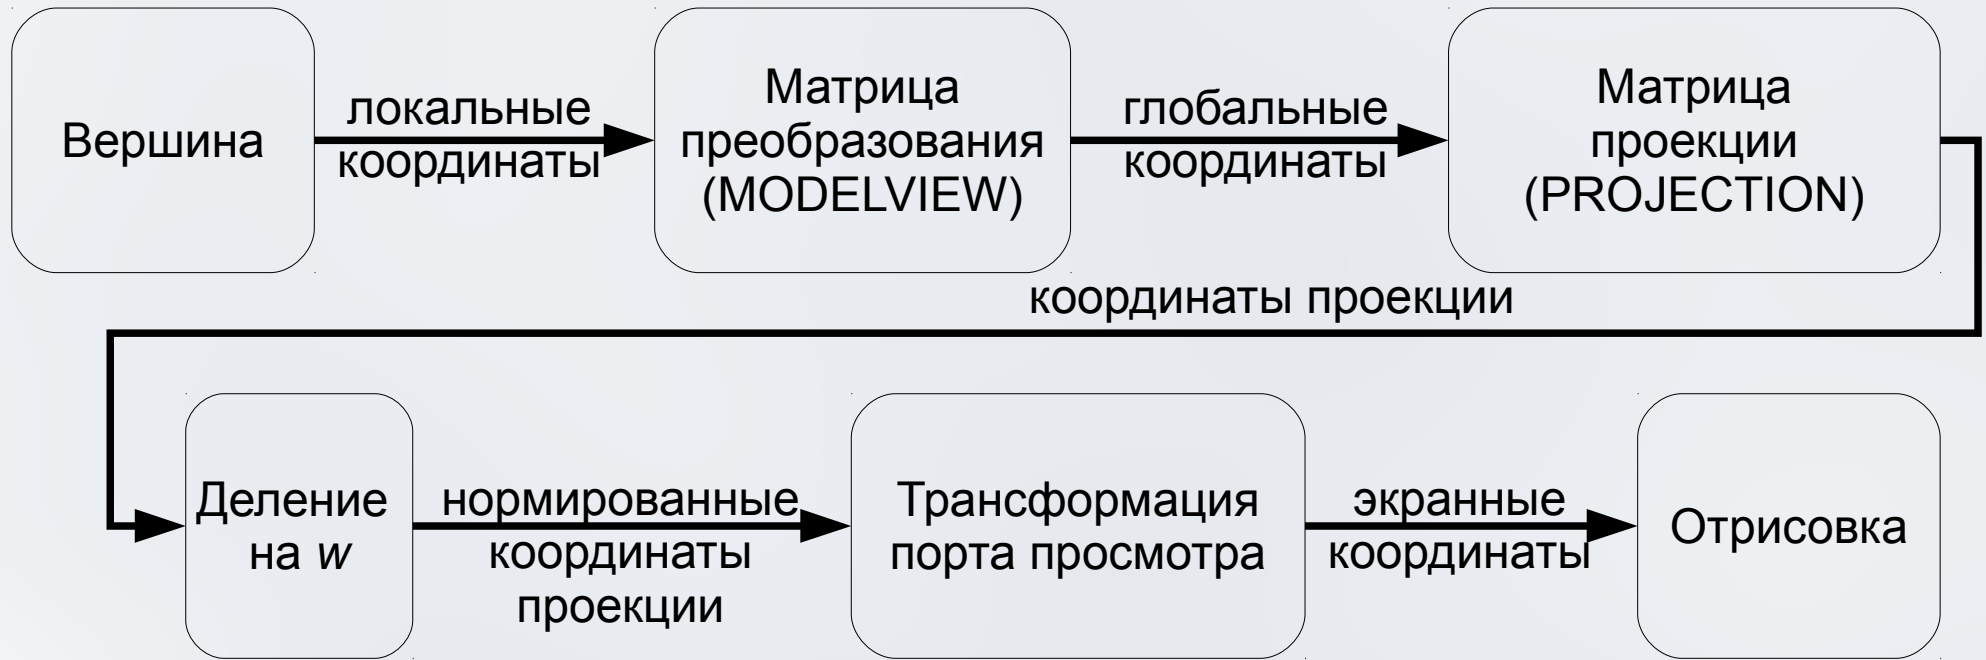 Вершина
локальные
координаты
Матрица
преобразования
(MODELVIEW)
глобальные
координаты
Матрица
проекции
(PROJECTION)
координаты проекции
Деление
на w
нормированные
координаты
проекции
Трансформация
порта просмотра
экранные
координаты
Отрисовка